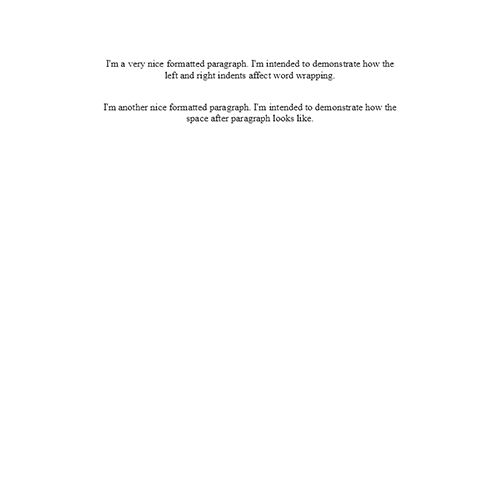 I'm a very nice formatted paragraph. I'm intended to demonstrate how the
left and right indents affect word wrapping.
I'm another nice formatted paragraph. I'm intended to demonstrate how the
space after paragraph looks like.